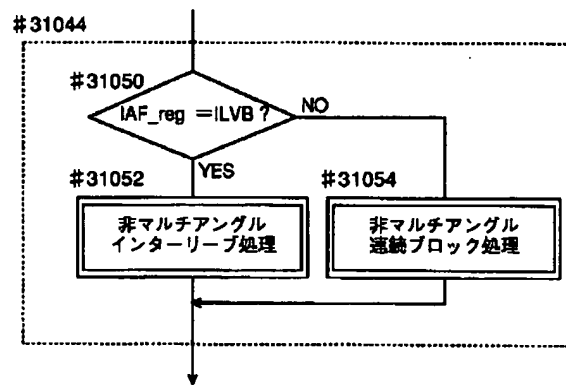 #31044
#31050
IAF_reg =ILVB ?
NO
YES
#31052
#31054
非マルチアングル
インターリーブ処理
非マルチアングル
連続ブロック処理